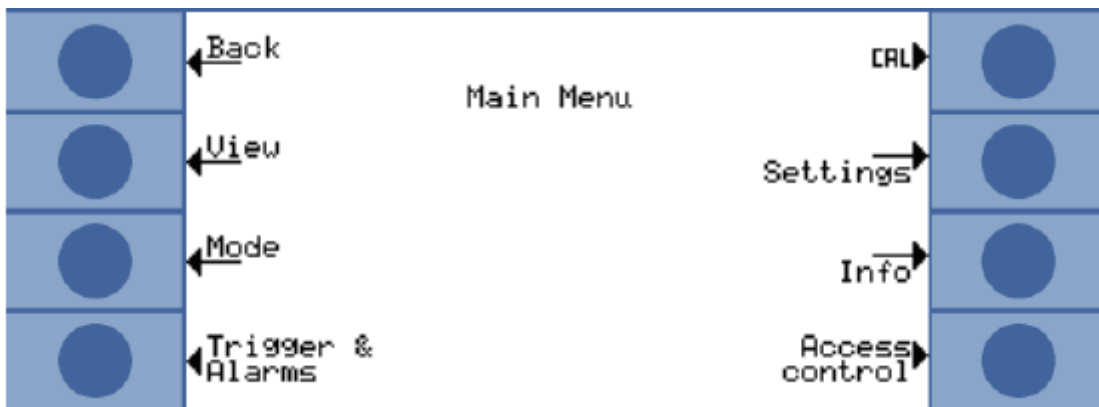 Back
CAL
Main Menu
View
Settings
Mode
Info
Trigger &
Alarms
Access
control